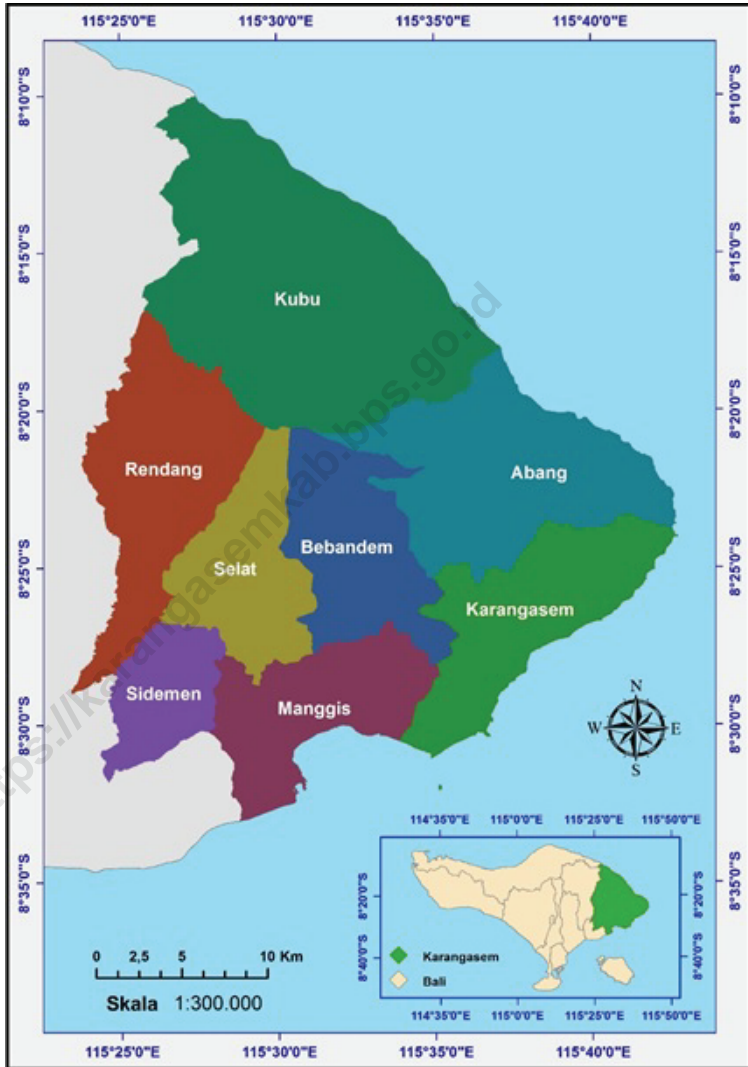 115°25'0"E 115°30'0"E 115°35'0"E 115°40'0"E
8°10'0"S 8°10'0"S
8°15'0"S 8°15'0"S
Kubu
8°20'0"S 8°20'0"S
Rendang
Abang
Bebandem
Selat
8°25'0"S 8°25'0"S
Karangasem
Sidemen
Manggis
8°30'0"S 8°30'0"S
N
W E
S
8°35'0"S 8°35'0"S
https://karangasemkab.bps.go.id
114°35'0"E 115°0'0"E 115°25'0"E 115°50'0"E
8°20'0"S 8°20'0"S
8°40'0"S 8°40'0"S
Karangasem
Bali
114°35'0"E 115°0'0"E 115°25'0"E 115°50'0"E
0 2,5 5 10 Km
Skala 1:300.000
115°25'0"E 115°30'0"E 115°35'0"E 115°40'0"E